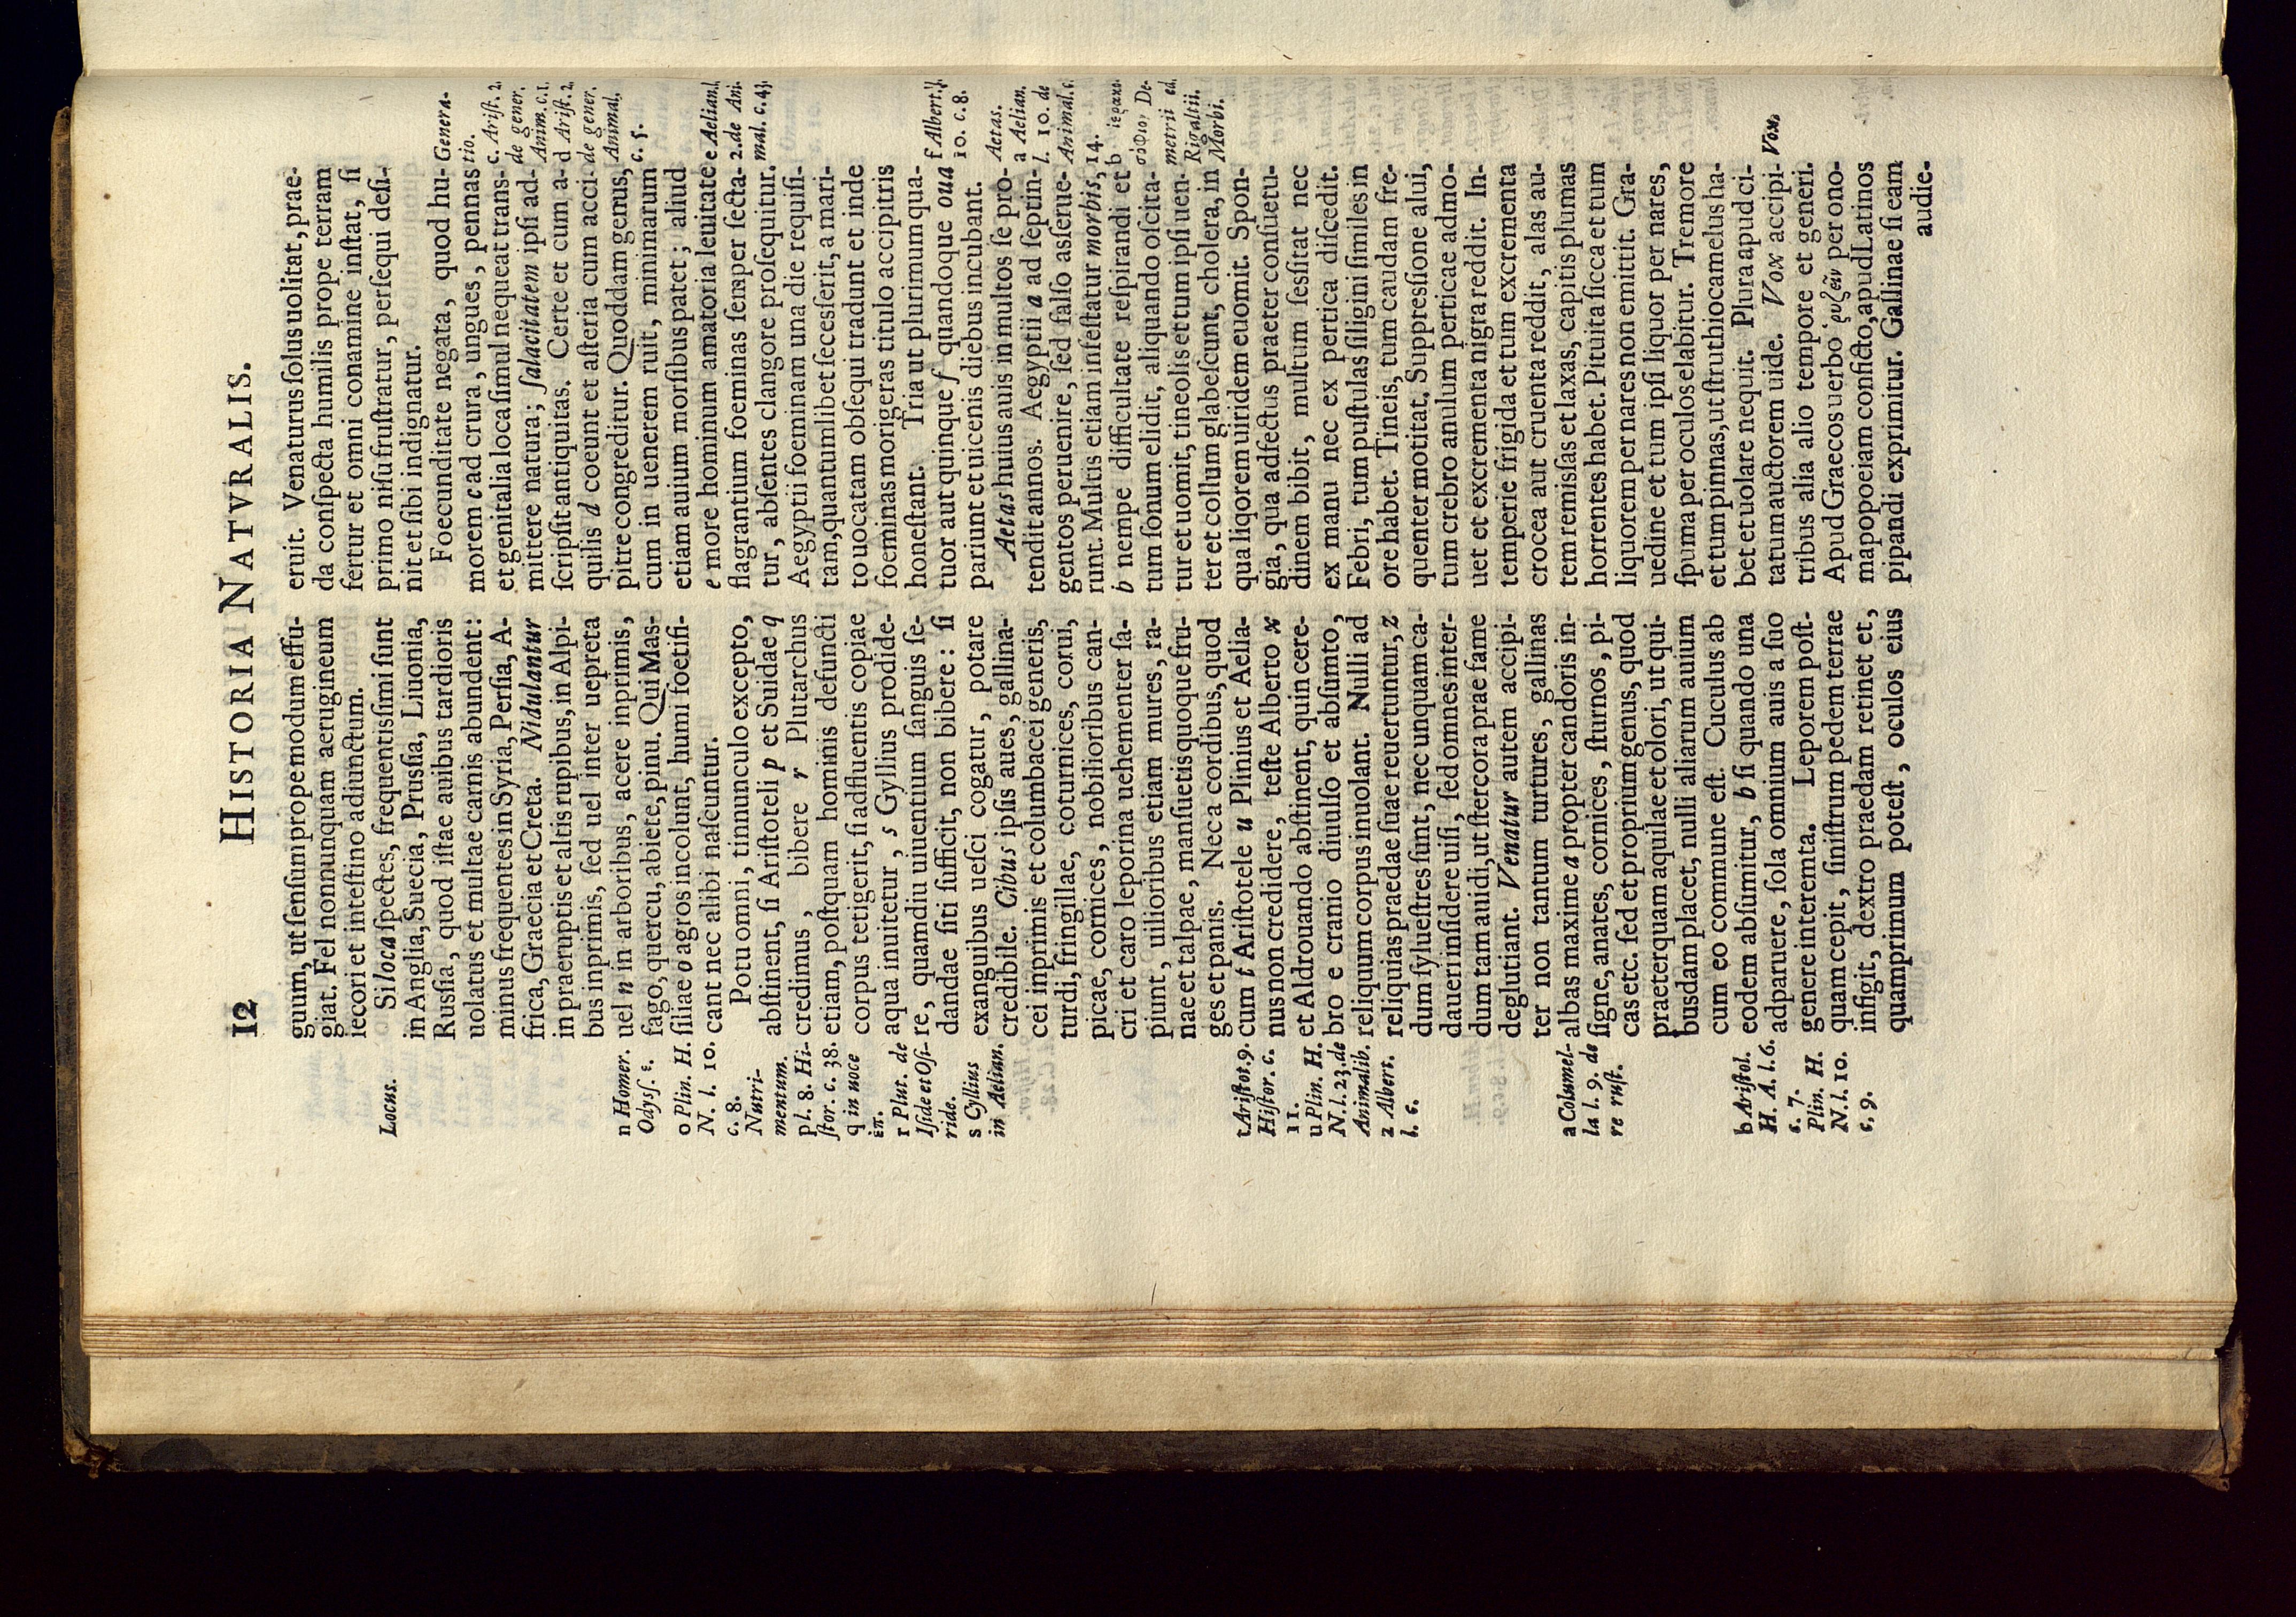 12
HISTORIA NATVRALIS.
guum, ut ſenſum propemodum effu-
giat. Fel nonnunquam aerugineum
iecori et inteſtino adiunctum.
Si loca ſpectes, frequentisſimi ſunt
in Anglia, Suecia, Prusſia, Liuonia,
Rusſia, quod iſtae auibus tardioris
uolatus et multae carnis abundent:
minus frequentes in Syria, Perſia, A-
frica, Graecia et Creta. Nidulantur
in praeruptis et altis rupibus, in Alpi-
bus inprimis, ſed uel inter uepreta
uel n in arboribus, acere inprimis,
fago, quercu, abiete, pinu. Qui Mas-
ſiliae o agros incolunt, humi foetifi-
cant nec alibi naſcuntur.
Potu omni, tinnunculo excepto,
abſtinent, ſi Ariſtoteli p et Suidae q
credimus, bibere r Plutarchus
etiam, poſtquam hominis defuncti
corpus tetigerit, ſi adfluentis copiae
aqua inuitetur, s Gyllius prodide-
re, quamdiu uiuentium ſanguis ſe-
dandae ſiti ſufficit, non bibere: ſi
exanguibus ueſci cogatur, potare
credibile. Cibus ipſis aues, gallina-
cei inprimis et columbacei generis,
turdi, fringillae, coturnices, corui,
picae, cornices, nobilioribus can-
cri et caro leporina uehementer ſa-
piunt, uilioribus etiam mures, ra-
nae et talpae, manſuetis quoque fru-
ges et panis. Nec a cordibus, quod
cum t Ariſtotele u Plinius et Aelia-
nus non credidere, teſte Alberto x
et Aldrouando abſtinent, quin cere-
bro e cranio diuulſo et abſumto,
reliquum corpus inuolant. Nulli ad
reliquias praedae ſuae reuertuntur, z
dum ſylueſtres ſunt, nec unquam ca-
daueri inſidere uiſi, ſed omnes inter-
dum tam auidi, ut ſtercora prae fame
deglutiant. Venatur autem accipi-
ter non tantum turtures, gallinas
albas maxime a propter candoris in-
ſigne, anates, cornices, ſturnos, pi-
cas etc. ſed et proprium genus, quod
praeterquam aquilae et olori, ut qui-
busdam placet, nulli aliarum auium
cum eo commune eſt. Cuculus ab
eodem abſumitur, b ſi quando una
adparuere, ſola omnium auis a ſuo
genere interemta. Leporem poſt-
quam cepit, ſiniſtrum pedem terrae
infigit, dextro praedam retinet et,
quamprimum poteſt, oculos eius
Locus.
n Homer.
Odysſ. ε.
o Plin. H.
N. l. 10.
c. 8.
Nutri-
mentum.
p l. 8. Hi-
ſtor. c. 38.
q in uoce
ἐπ.
r Plut. de
Iſide et Oſi-
ride.
s Gyllius
in Aelian.
t Ariſtot. 9.
Hiſtor. c.
11.
u Plin. H.
N. l. 23. de
Animalib.
z Albert.
l. c.
a Columel-
la l. 9. de
re ruſt.
b Ariſtol.
H. A. l. 6.
c. 7.
Plin. H
N. l. 10.
c. 9.
eruit. Venaturus ſolus uolitat, prae-
da conſpecta humilis prope terram
fertur et omni conamine inſtat, ſi
primo niſu fruſtratur, perſequi deſi-
nit et ſibi indignatur.
Foecunditate negata, quod hu-
morem c ad crura, ungues, pennas
et genitalia loca ſimul nequeat trans-
mittere natura; ſalacitatem ipſi ad-
ſcripſit antiquitas. Certe et cum a-
quilis d coeunt et aſteria cum acci-
pitre congreditur. Quoddam genus,
cum in uenerem ruit, minimarum
etiam auium morſibus patet; aliud
e more hominum amatoria leuitate
flagrantium foeminas ſemper ſecta-
tur, abſentes clangore proſequitur.
Aegyptii foeminam una die requiſi-
tam, quantumlibet ſeceſſerit, a mari-
to uocatam obſequi tradunt et inde
foeminas morigeras titulo accipitris
honeſtant. Tria ut plurimum qua-
tuor aut quinque f quandoque oua
pariunt et uicenis diebus incubant.
Aetas huius auis in multos ſe pro-
tendit annos. Aegyptii a ad ſeptin-
gentos peruenire, ſed falſo asſerue-
runt. Multis etiam infeſtatur morbis,
b nempe difficultate reſpirandi et
tum ſonum elidit, aliquando oſcita-
tur et uomit, tineolis et tum ipſi uen-
ter et collum glabeſcunt, cholera, in
qua liqorem uiridem euomit. Spon-
gia, qua adfectus praeter conſuetu-
dinem bibit, multum ſesſitat nec
ex manu nec ex pertica diſcedit.
Febri, tum puſtulas ſiligini ſimiles in
ore habet. Tineis, tum caudam fre-
quenter motitat, Suppresſione alui,
tum crebro anulum perticae admo-
uet et excrementa nigra reddit. In-
temperie frigida et tum excrementa
crocea aut cruenta reddit, alas au-
tem remisſas et laxas, capitis plumas
horrentes habet. Pituita ſicca et tum
liquorem per nares non emittit. Gra-
uedine et tum ipſi liquor per nares,
ſpuma per oculos elabitur. Tremore
et tum pinnas, ut ſtruthiocamelus ha-
bet et uolare nequit. Plura apud ci-
tatum auctorem uide. Vox accipi-
tribus alia alio tempore et generi.
Apud Graecos uerbo ῥυζεῖν per ono-
mapopoeiam conficto, apud Latinos
pipandi exprimitur. Gallinae ſi eam
audie-
Genera-
tio.
c. Ariſt. 2.
de gener.
Anim. c. 1.
d Ariſt. 2.
de gener.
Animal.
c. 5.
e Aelian. l.
2. de Ani-
mal. c. 43.
f Albert. l.
10. c. 8.
Aetas.
a Aelian.
l. 10. de
Animal. c.
14.
b ἱερακο-
σόφιον De-
metrii ed.
Rigaltii.
Morbi.
Vox.